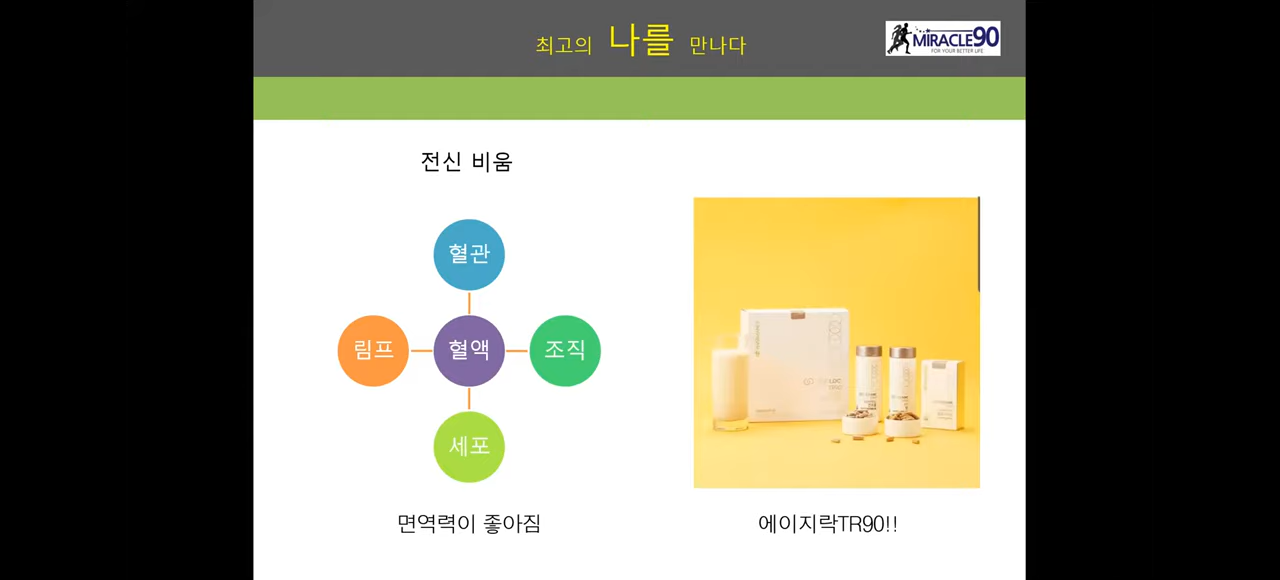 최고의 나를 만나다
MIRACLE90
FOR YOUR BETTER LIFE
전신 비움
혈관
림프
혈액
조직
세포
면역력이 좋아짐
에이지락TR90!!